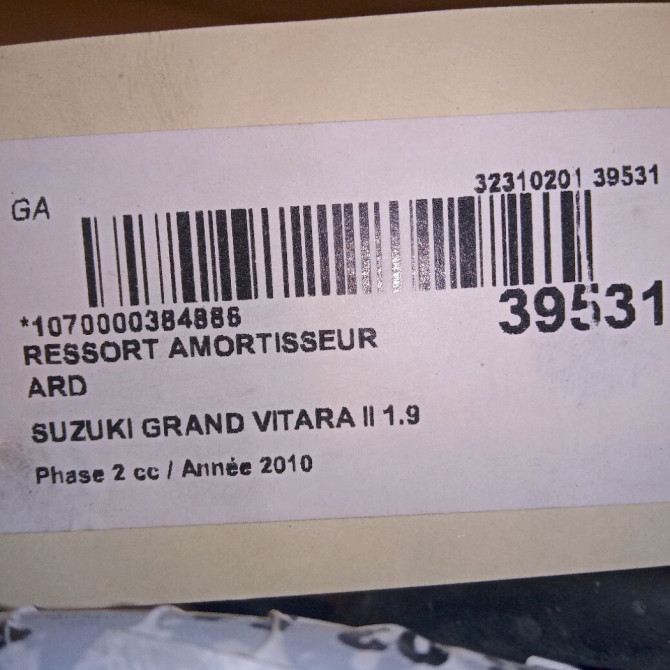 GA
32310201 39531
39531
*1070000384886
RESSORT AMORTISSEUR
ARD
SUZUKI GRAND VITARA II 1.9
Phase 2 cc / Année 2010